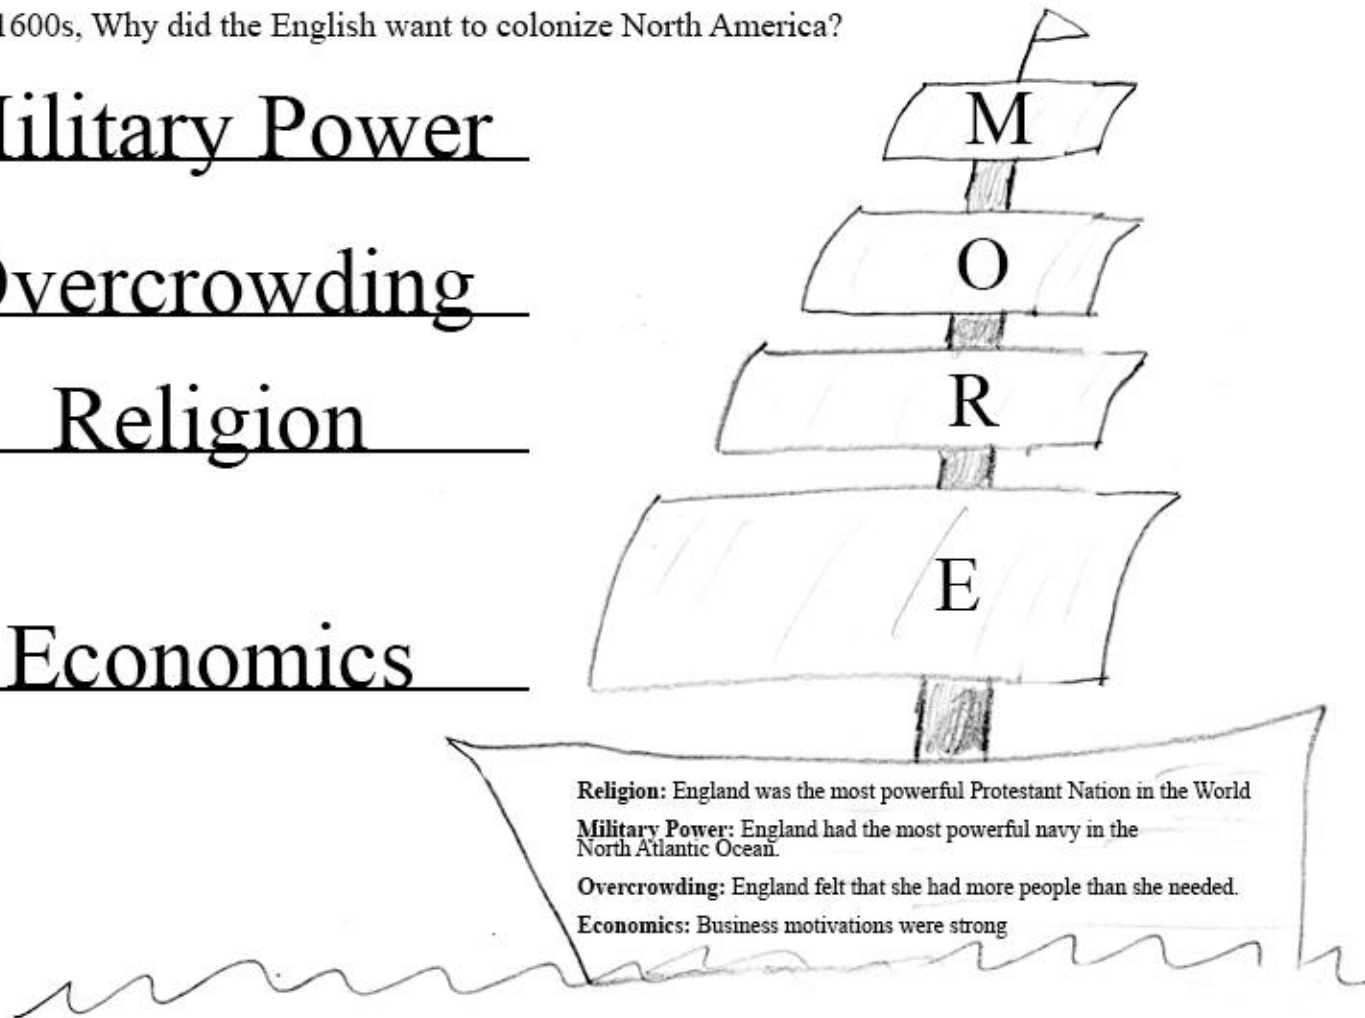 1600s, Why did the English want to colonize North America?
Military Power
M
Overcrowding
O
Religion
R
Economics
E
Religion: England was the most powerful Protestant Nation in the World
Military Power: England had the most powerful navy in the
North Atlantic Ocean.
Overcrowding: England felt that she had more people than she needed.
Economics: Business motivations were strong